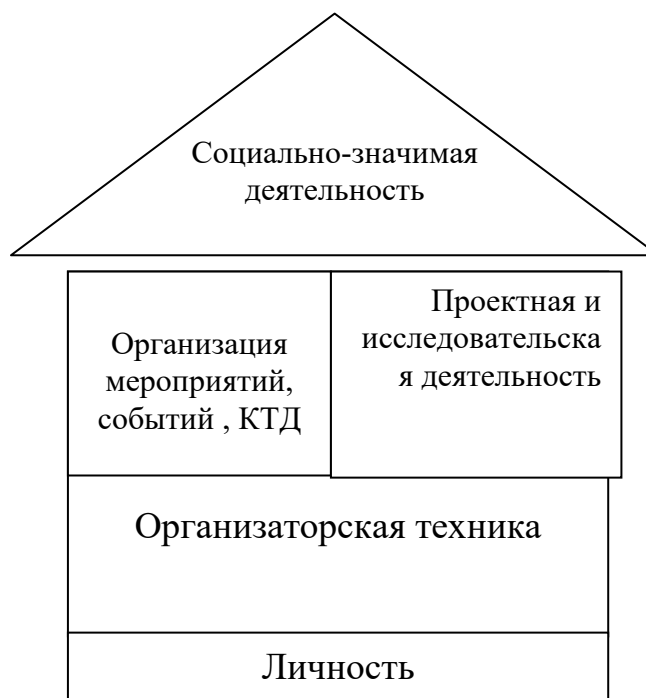 Социально-значимая
деятельность
Организация
мероприятий,
событий , КТД
Проектная и
исследовательска
я деятельность
Организаторская техника
Личность